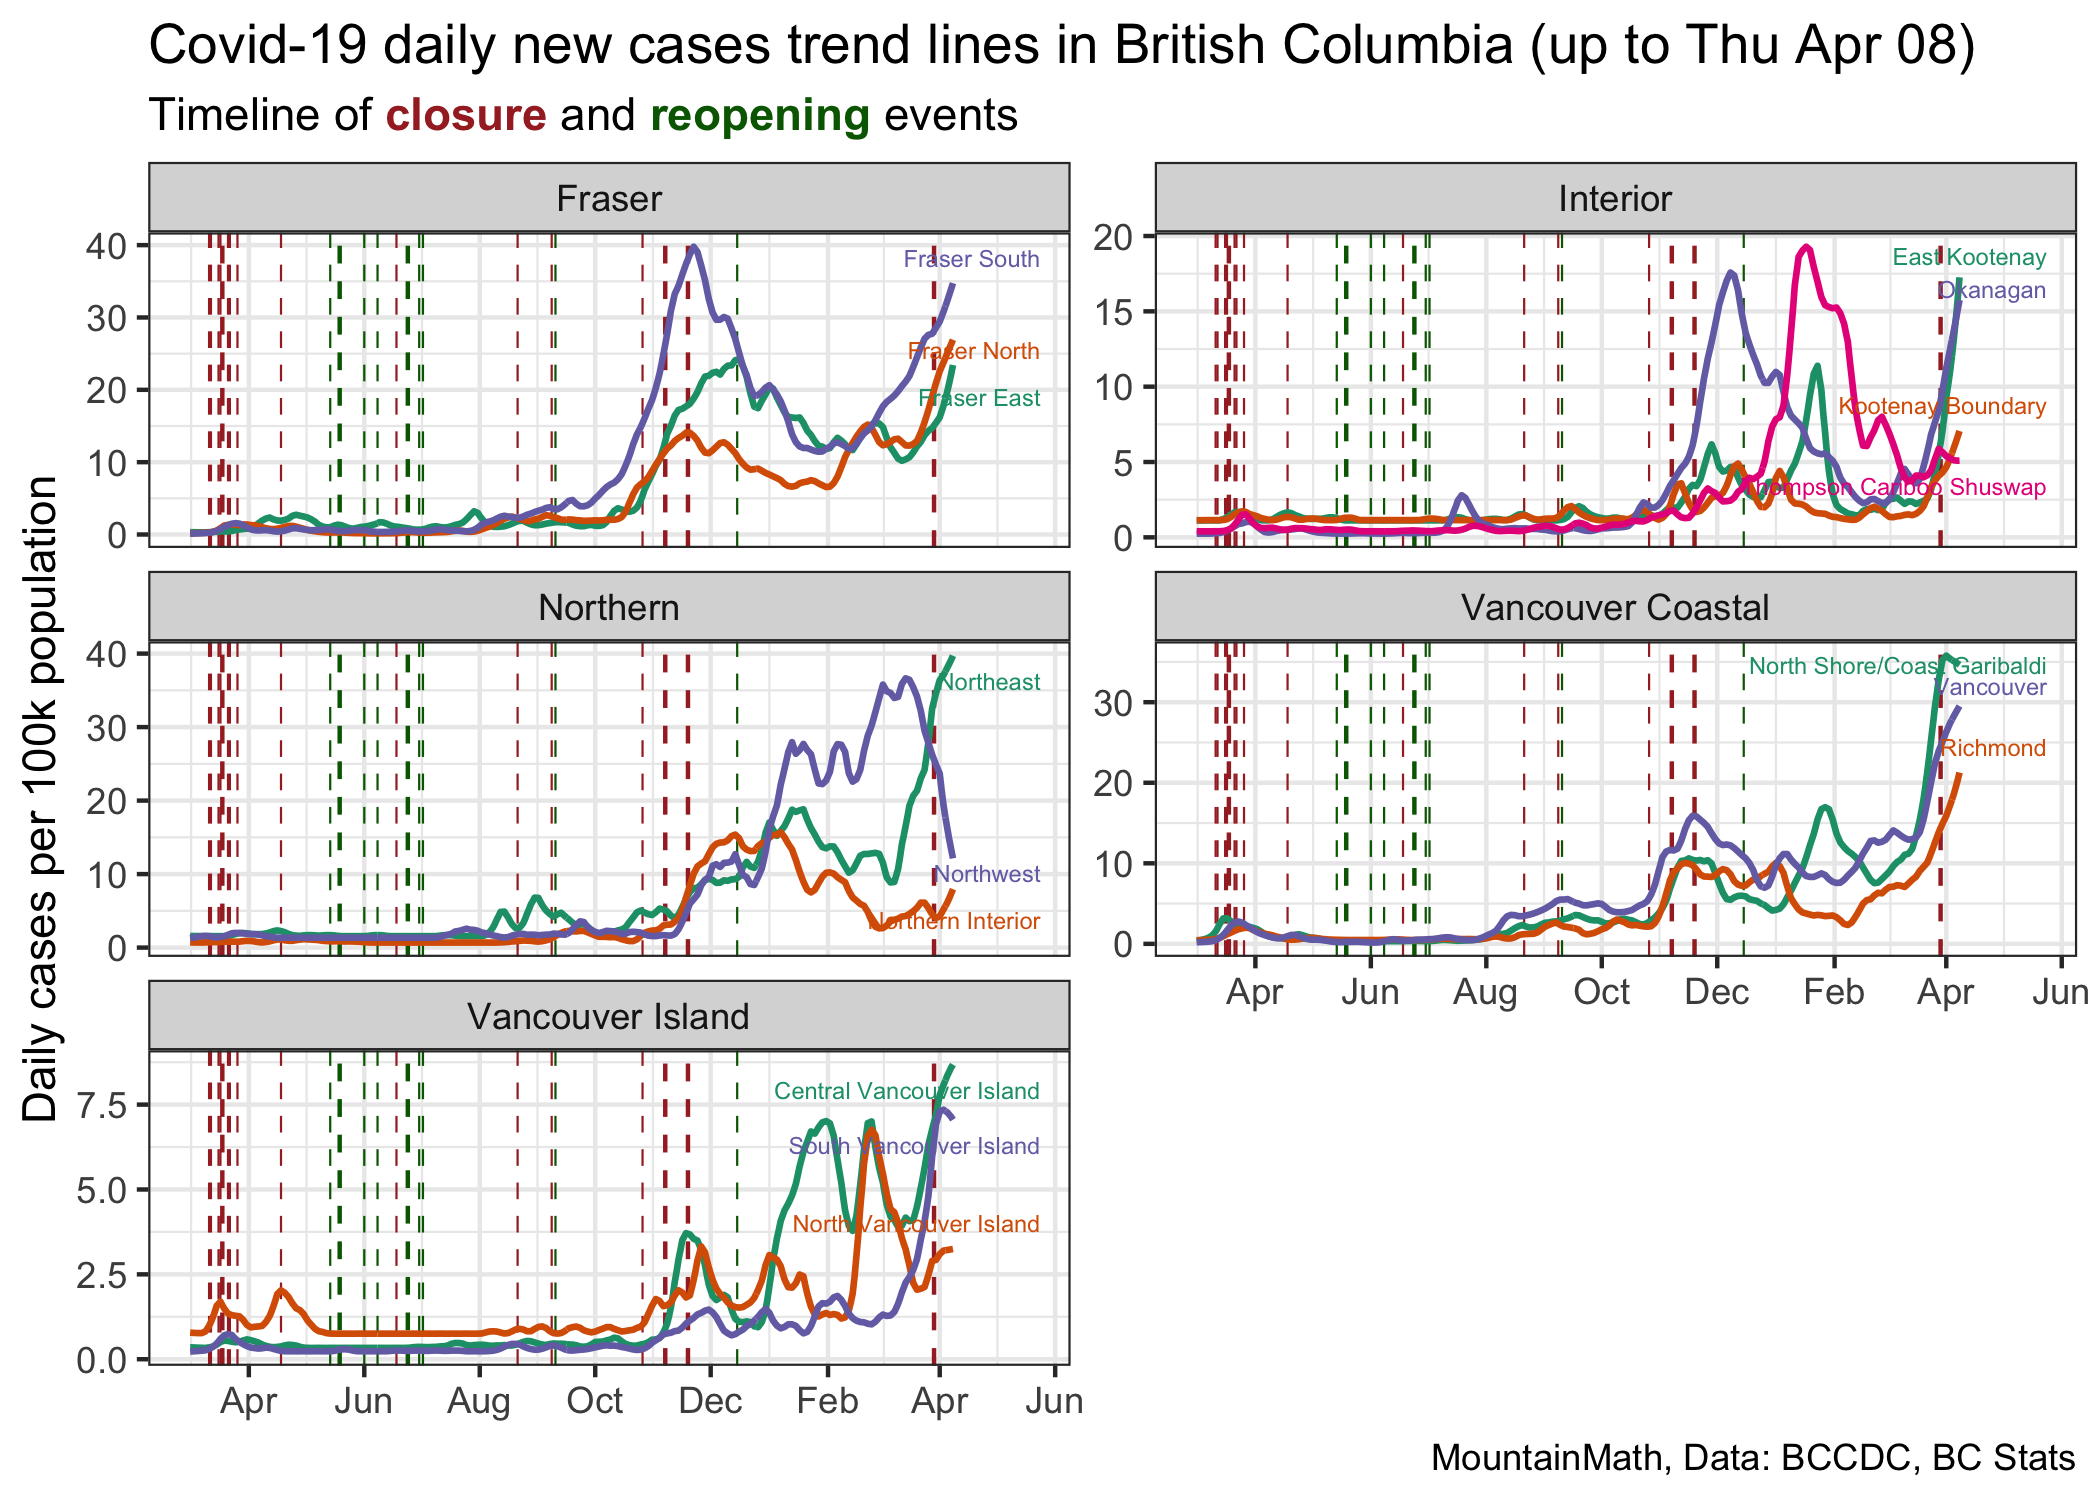 Covid-19 daily new cases trend lines in British Columbia (up to Thu Apr 08)
Timeline of closure and reopening events
Daily cases per 100k population
Fraser
40
30
20
10
0
Fraser South
Fraser North
Fraser East
Interior
20
15
10
5
0
East Kootenay
Okanagan
Kootenay Boundary
Thompson Cariboo Shuswap
Northern
40
30
20
10
0
Northeast
Northwest
Northern Interior
Vancouver Coastal
30
20
10
0
North Shore/Coast Garibaldi
Vancouver
Richmond
Apr Jun Aug Oct Dec Feb Apr Jun
Vancouver Island
7.5
5.0
2.5
0.0
Central Vancouver Island
South Vancouver Island
North Vancouver Island
Apr Jun Aug Oct Dec Feb Apr Jun
MountainMath, Data: BCCDC, BC Stats